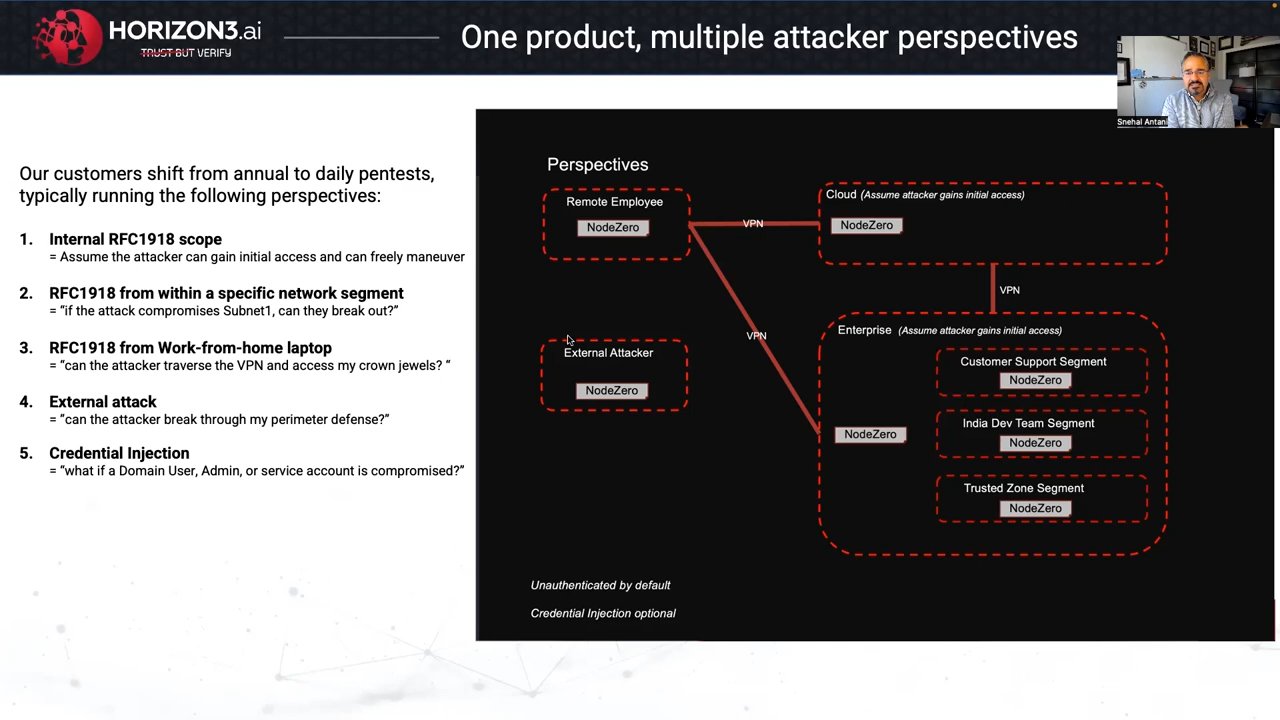 HORIZON3.ai
TRUST BUT VERIFY
One product, multiple attacker perspectives
Snehal Antani
Our customers shift from annual to daily pentests,
typically running the following perspectives:
1. Internal RFC1918 scope
= Assume the attacker can gain initial access and can freely maneuver
2. RFC1918 from within a specific network segment
= “if the attack compromises Subnet1, can they break out?”
3. RFC1918 from Work-from-home laptop
= “can the attacker traverse the VPN and access my crown jewels? ”
4. External attack
= “can the attacker break through my perimeter defense?”
5. Credential Injection
= “what if a Domain User, Admin, or service account is compromised?”
Perspectives
Remote Employee
NodeZero
VPN
Cloud (Assume attacker gains initial access)
NodeZero
VPN
VPN
External Attacker
NodeZero
Enterprise (Assume attacker gains initial access)
NodeZero
Customer Support Segment
NodeZero
India Dev Team Segment
NodeZero
Trusted Zone Segment
NodeZero
Unauthenticated by default
Credential Injection optional